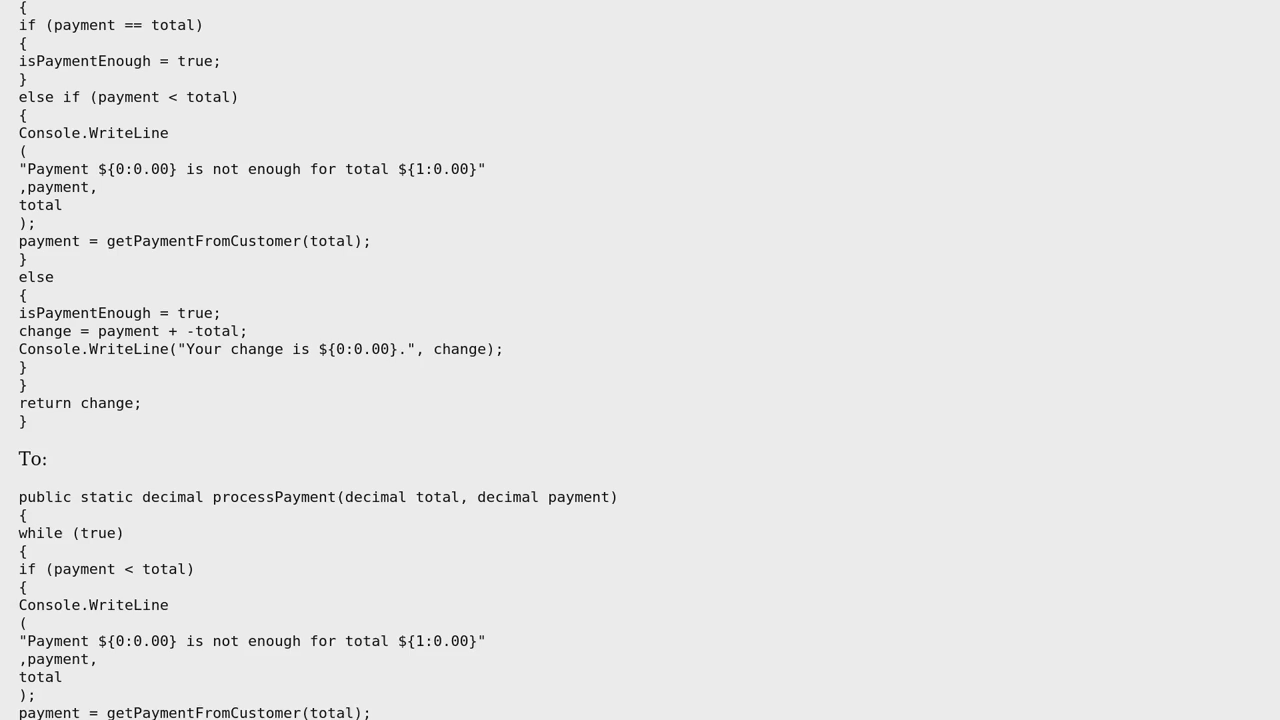 {
if (payment == total)
{
isPaymentEnough = true;
}
else if (payment < total)
{
Console.WriteLine
(
"Payment ${0:0.00} is not enough for total ${1:0.00}"
,payment,
total
);
payment = getPaymentFromCustomer(total);
}
else
{
isPaymentEnough = true;
change = payment + -total;
Console.WriteLine("Your change is ${0:0.00}.", change);
}
}
return change;
}
To:
public static decimal processPayment(decimal total, decimal payment)
{
while (true)
{
if (payment < total)
{
Console.WriteLine
(
"Payment ${0:0.00} is not enough for total ${1:0.00}"
,payment,
total
);
payment = getPaymentFromCustomer(total);